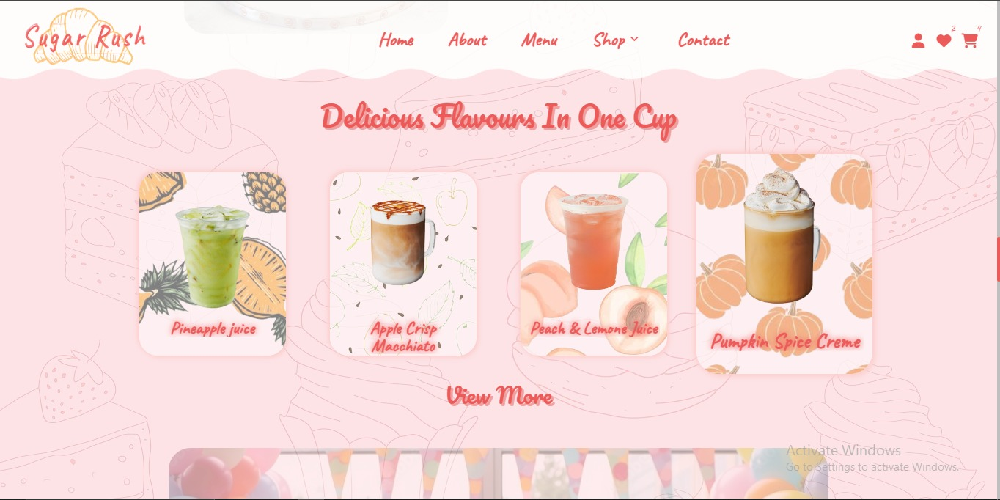 Sugar Rush
Home About Menu Shop Contact
2 4
Delicious Flavours In One Cup
Pineapple juice
Apple Crisp
Macchiato
Peach & Lemone Juice
Pumpkin Spice Creme
View More
Activate Windows
Go to Settings to activate Windows.